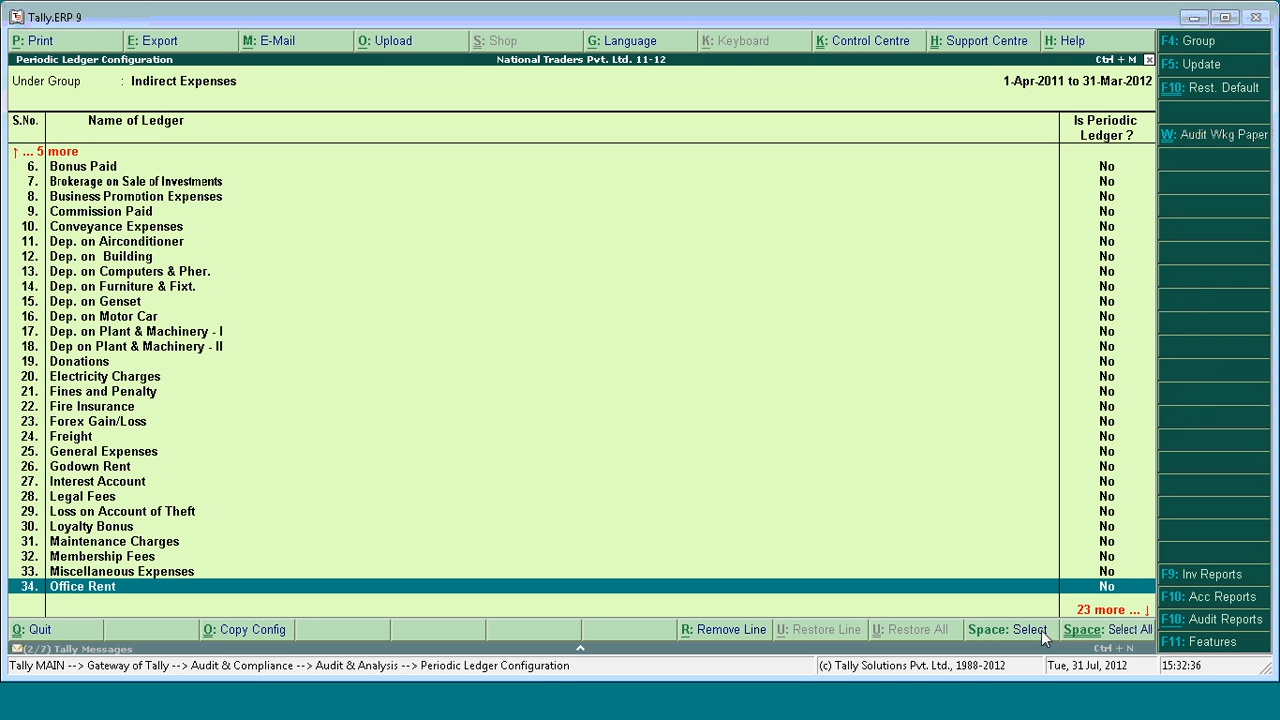 Tally.ERP 9
P: Print E: Export M: E-Mail O: Upload S: Shop G: Language K: Keyboard K: Control Centre H: Support Centre H: Help F4: Group
Periodic Ledger Configuration National Traders Pvt. Ltd. 11-12 Ctrl + M
F5: Update
Under Group : Indirect Expenses 1-Apr-2011 to 31-Mar-2012
F10: Rest. Default
S.No. Name of Ledger Is Periodic
Ledger ?
W: Audit Wkg Paper
↑ ... 5 more
6. Bonus Paid No
7. Brokerage on Sale of Investments No
8. Business Promotion Expenses No
9. Commission Paid No
10. Conveyance Expenses No
11. Dep. on Airconditioner No
12. Dep. on Building No
13. Dep. on Computers & Pher. No
14. Dep. on Furniture & Fixt. No
15. Dep. on Genset No
16. Dep. on Motor Car No
17. Dep. on Plant & Machinery - I No
18. Dep on Plant & Machinery - II No
19. Donations No
20. Electricity Charges No
21. Fines and Penalty No
22. Fire Insurance No
23. Forex Gain/Loss No
24. Freight No
25. General Expenses No
26. Godown Rent No
27. Interest Account No
28. Legal Fees No
29. Loss on Account of Theft No
30. Loyalty Bonus No
31. Maintenance Charges No
32. Membership Fees No
33. Miscellaneous Expenses No
34. Office Rent No
23 more ... ↓
F9: Inv Reports
F10: Acc Reports
F10: Audit Reports
F11: Features
Q: Quit O: Copy Config R: Remove Line U: Restore Line U: Restore All Space: Select Space: Select All
(2/7) Tally Messages Ctrl + N
Tally MAIN --> Gateway of Tally --> Audit & Compliance --> Audit & Analysis --> Periodic Ledger Configuration (c) Tally Solutions Pvt. Ltd., 1988-2012 Tue, 31 Jul, 2012 15:32:36